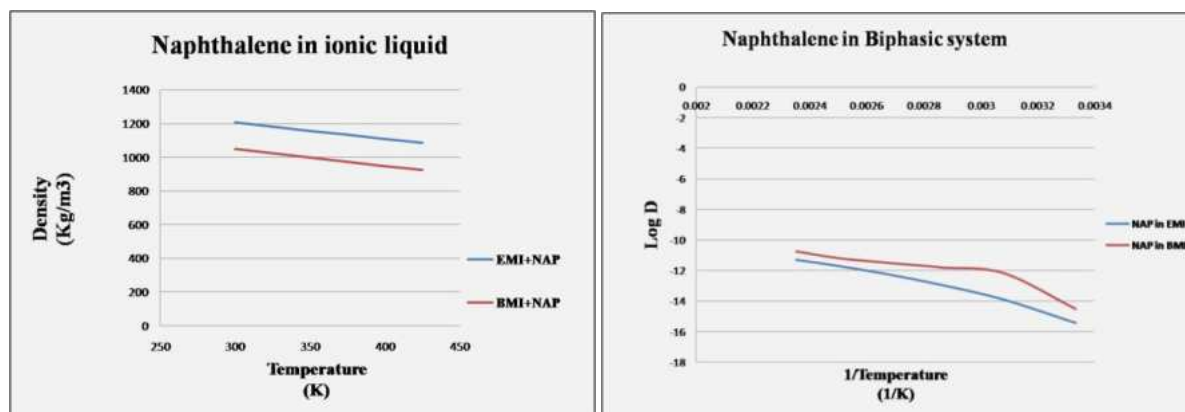 Naphthalene in ionic liquid
1400
1200
1000
800
600
400
200
0
250 300 350 400 450
Density
(Kg/m3)
Temperature
(K)
EMI+NAP
BMI+NAP
Naphthalene in Biphasic system
0
0.002 0.0022 0.0024 0.0026 0.0028 0.003 0.0032 0.0034
-2
-4
-6
-8
-10
-12
-14
-16
-18
Log D
1/Temperature
(1/K)
NAP in EMI
NAP in BMI